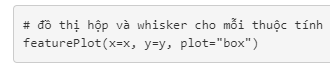 # đồ thị hộp và whisker cho mỗi thuộc tính
featurePlot(x=x, y=y, plot="box")